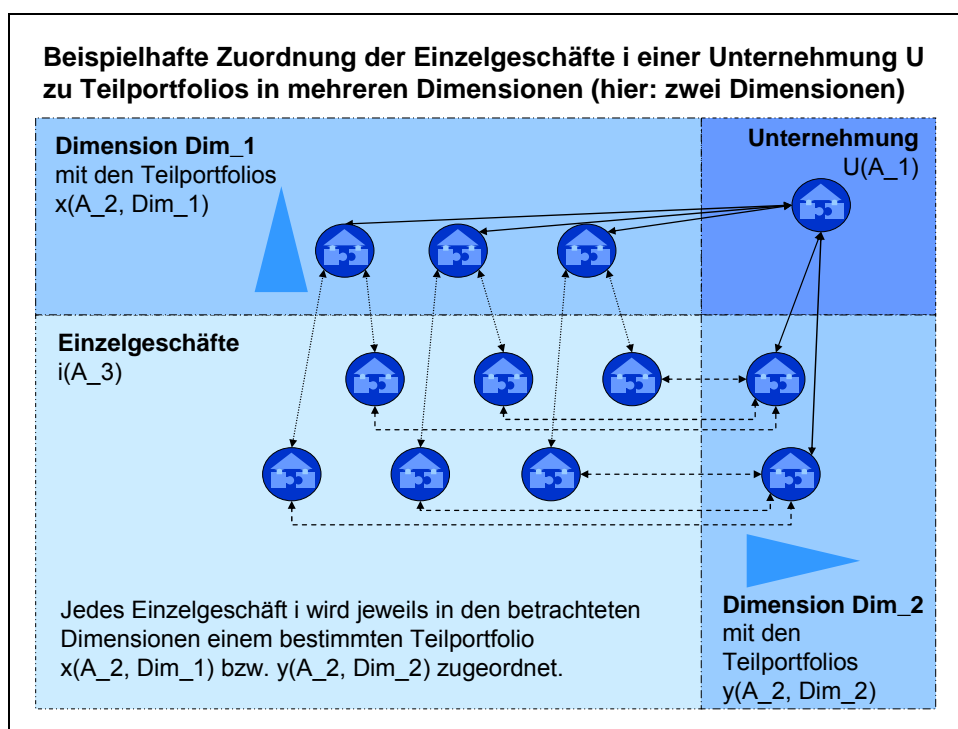 Beispielhafte Zuordnung der Einzelgeschäfte i einer Unternehmung U
zu Teilportfolios in mehreren Dimensionen (hier: zwei Dimensionen)
Dimension Dim_1
mit den Teilportfolios
x(A_2, Dim_1)
Unternehmung
U(A_1)
Einzelgeschäfte
i(A_3)
Jedes Einzelgeschäft i wird jeweils in den betrachteten
Dimensionen einem bestimmten Teilportfolio
x(A_2, Dim_1) bzw. y(A_2, Dim_2) zugeordnet.
Dimension Dim_2
mit den
Teilportfolios
y(A_2, Dim_2)